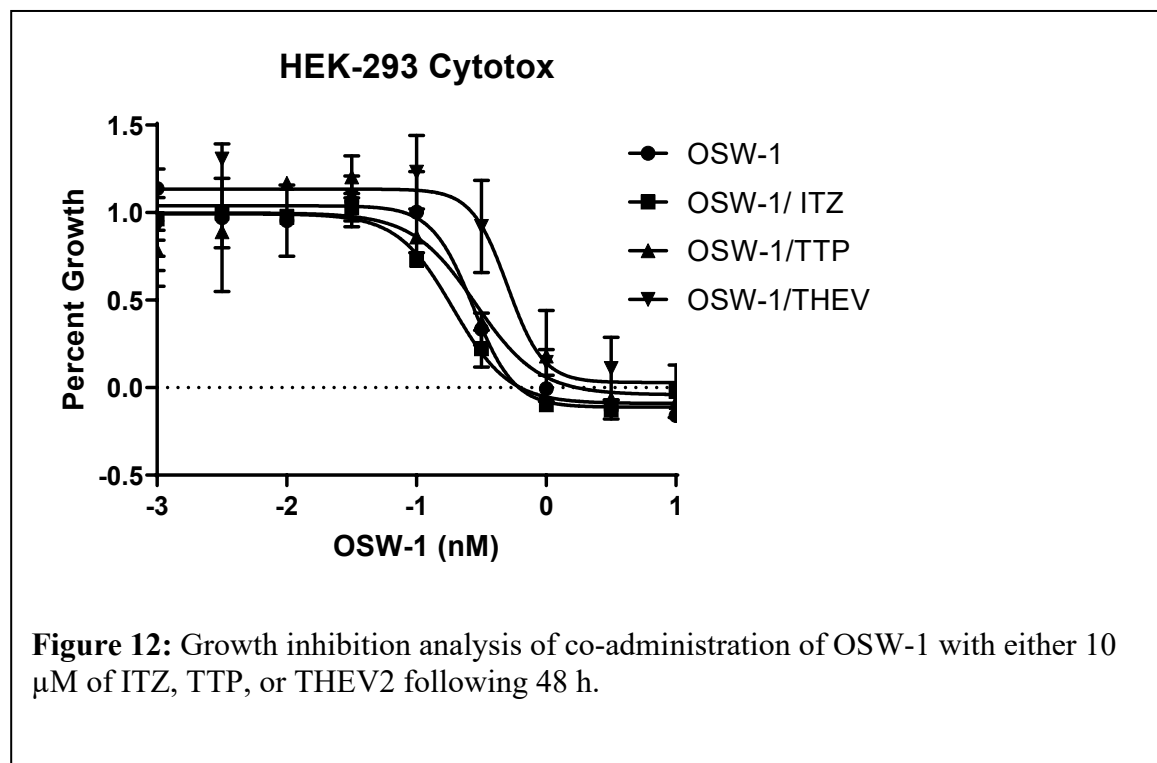 HEK-293 Cytotox
1.5
1.0
0.5
0.0
-0.5
Percent Growth
-3
-2
-1
0
1
OSW-1 (nM)
OSW-1
OSW-1/ ITZ
OSW-1/TTP
OSW-1/THEV
Figure 12: Growth inhibition analysis of co-administration of OSW-1 with either 10
µM of ITZ, TTP, or THEV2 following 48 h.